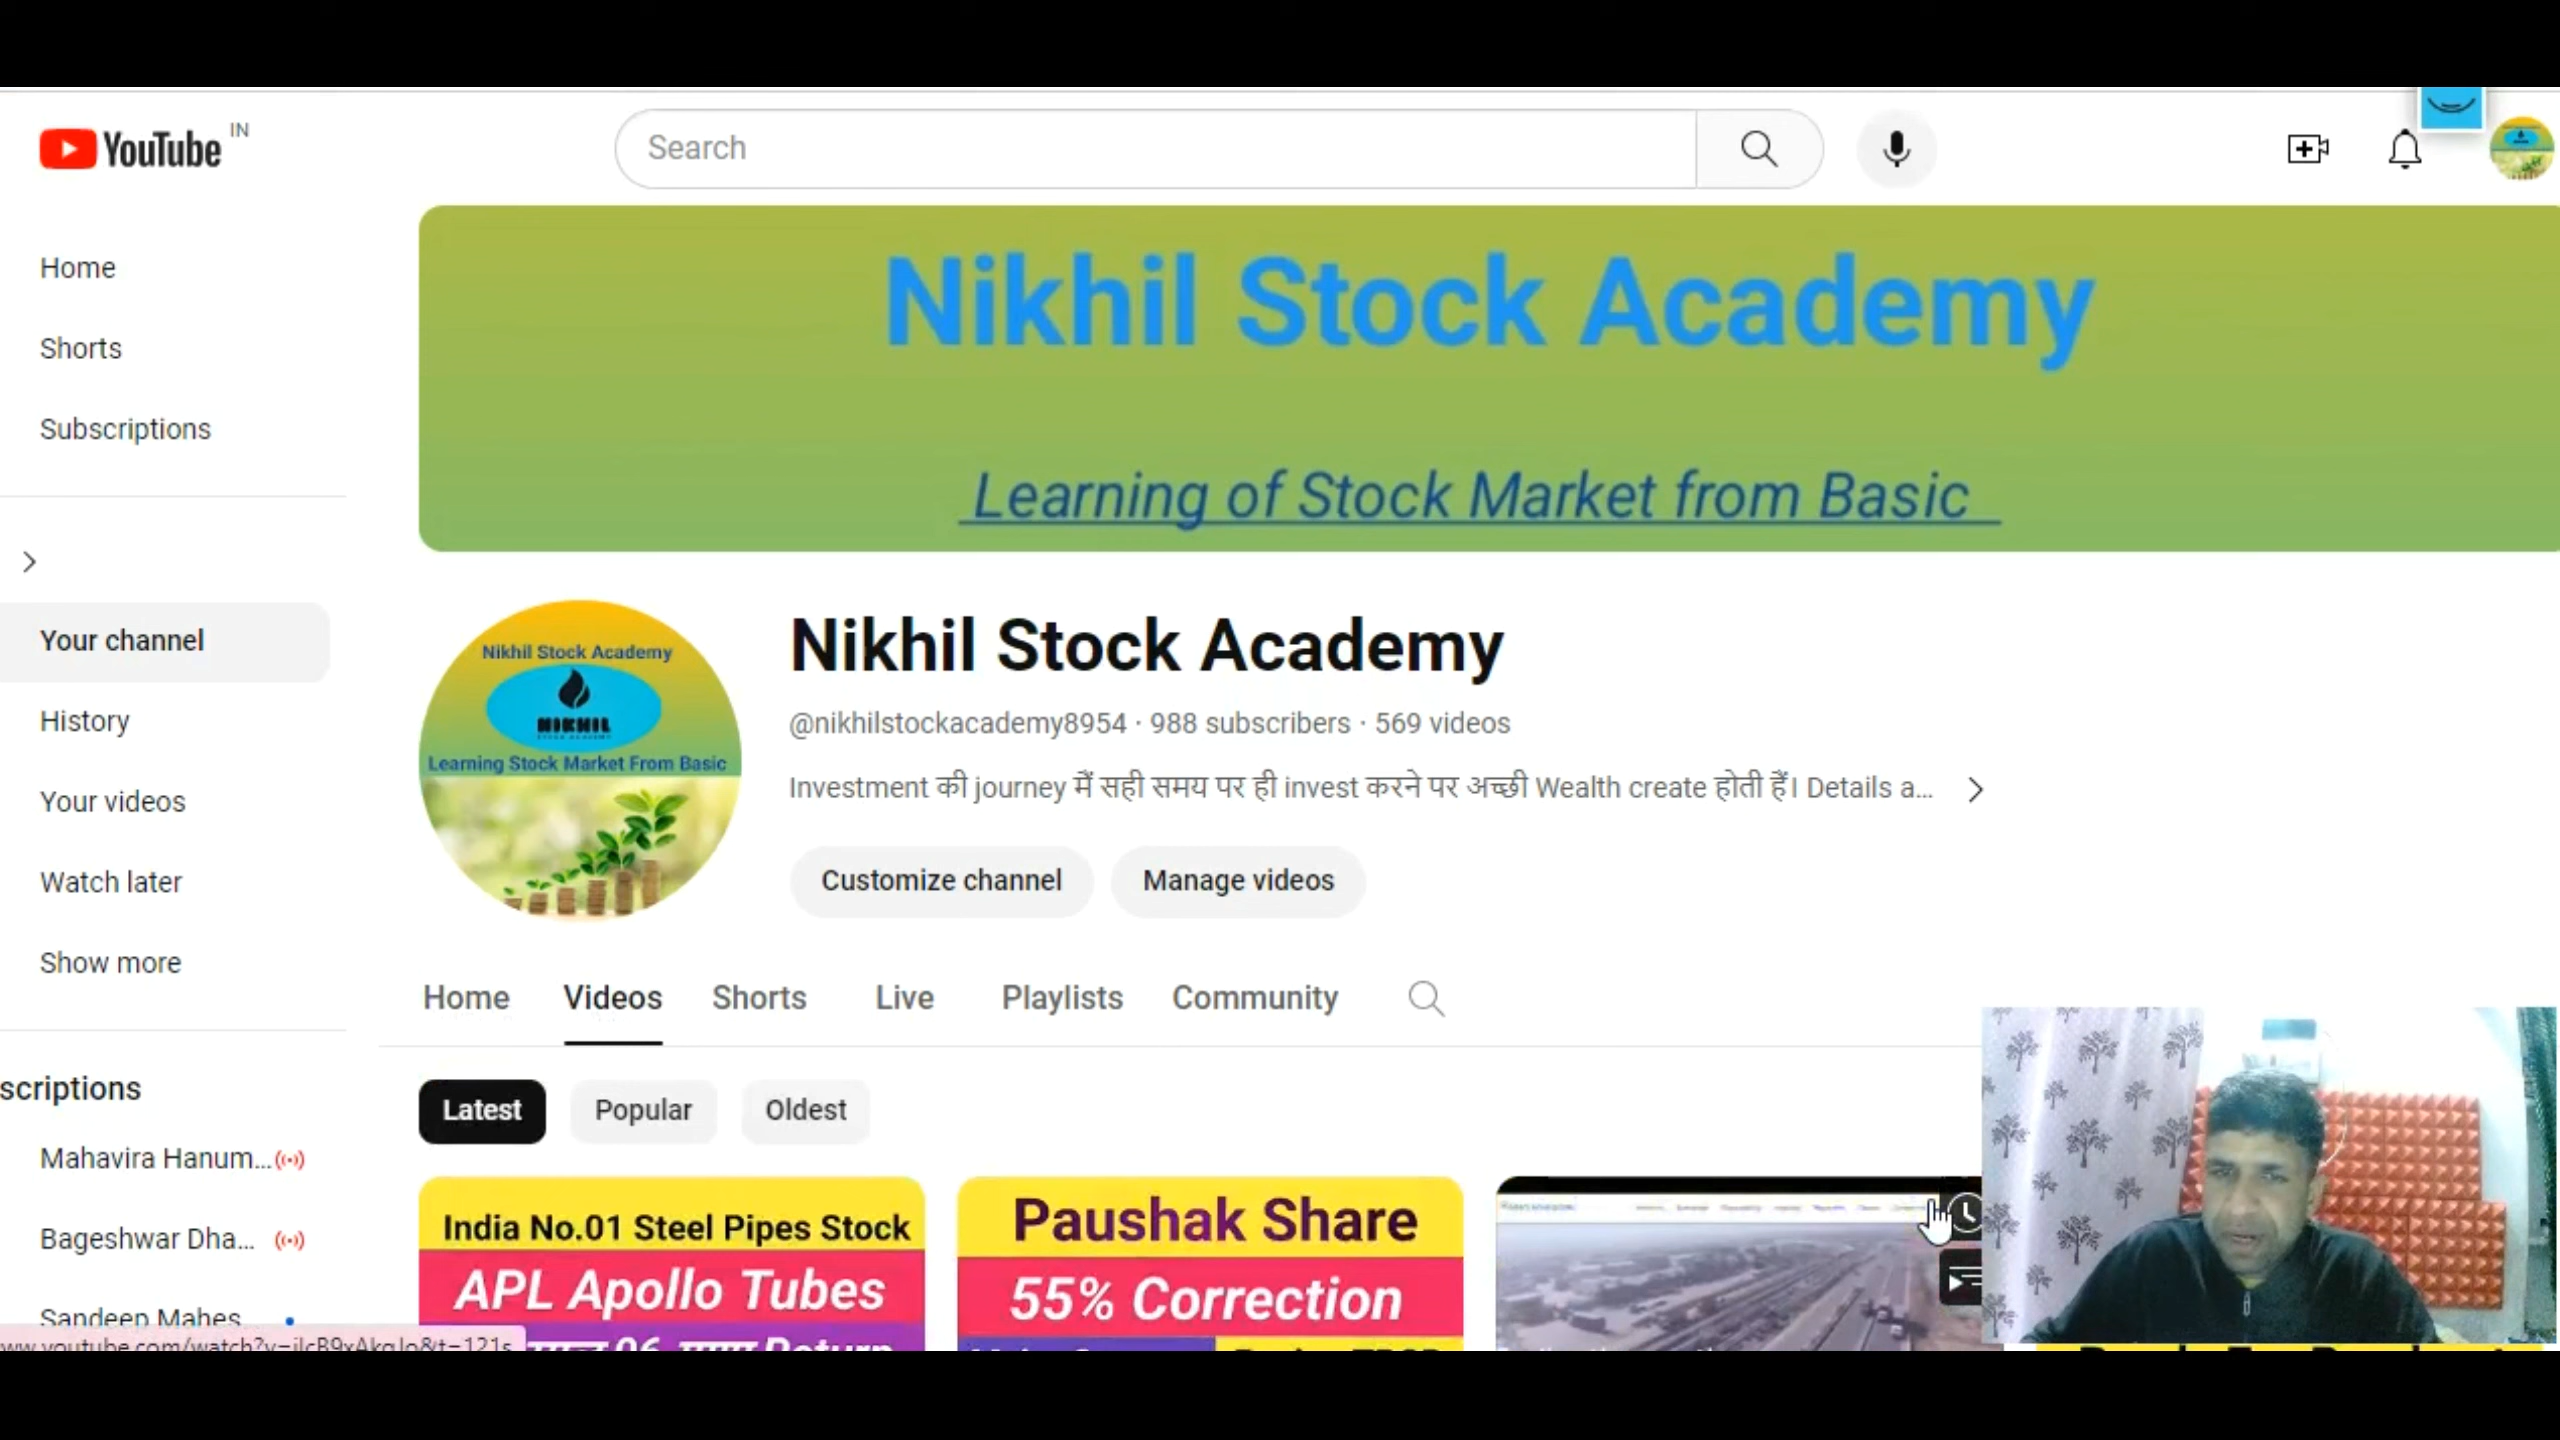 YouTube IN
Search
Home
Shorts
Subscriptions
Your channel
History
Your videos
Watch later
Show more
scriptions
Mahavira Hanum...
Bageshwar Dha...
Sandeep Mahes...
Nikhil Stock Academy
Learning of Stock Market from Basic
Nikhil Stock Academy
NIKHIL
Learning Stock Market From Basic
Nikhil Stock Academy
@nikhilstockacademy8954 · 988 subscribers · 569 videos
Investment की journey मैं सही समय पर ही invest करने पर अच्छी Wealth create होती हैं। Details a...
Customize channel
Manage videos
Home Videos Shorts Live Playlists Community
Latest Popular Oldest
India No.01 Steel Pipes Stock
APL Apollo Tubes
06 Return
Paushak Share
55% Correction